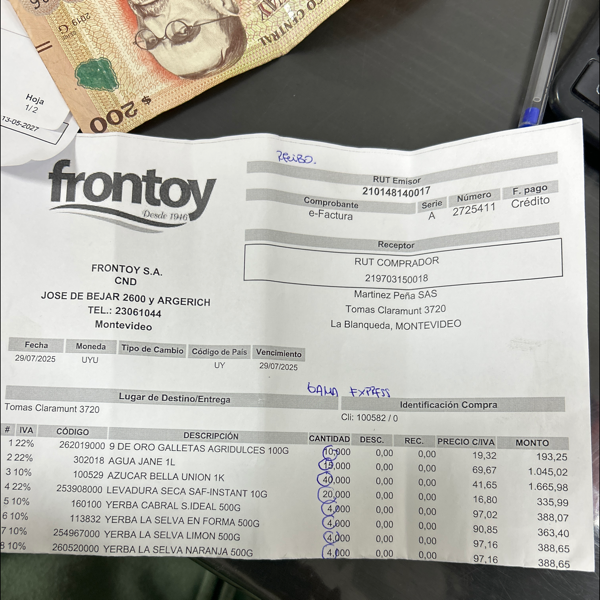 CO CENTRAL
2019 G
$ 200
Hoja
1/2
13-05-2027
RECIBO.
frontoy
Desde 1946
RUT Emisor
210148140017
Comprobante Serie Número F. pago
e-Factura A 2725411 Crédito
Receptor
RUT COMPRADOR
219703150018
Martinez Peña SAS
Tomas Claramunt 3720
La Blanqueda, MONTEVIDEO
FRONTOY S.A.
CND
JOSE DE BEJAR 2600 y ARGERICH
TEL.: 23061044
Montevideo
Fecha Moneda Tipo de Cambio Código de País Vencimiento
29/07/2025 UYU UY 29/07/2025
GAMA EXPRESS
Lugar de Destino/Entrega Identificación Compra
Tomas Claramunt 3720 Cli: 100582 / 0
# IVA CÓDIGO DESCRIPCIÓN CANTIDAD DESC. REC. PRECIO C/IVA MONTO
1 22% 262019000 9 DE ORO GALLETAS AGRIDULCES 100G 10,000 0,00 0,00 19,32 193,25
2 22% 302018 AGUA JANE 1L 15,000 0,00 0,00 69,67 1.045,02
3 10% 100529 AZUCAR BELLA UNION 1K 40,000 0,00 0,00 41,65 1.665,98
4 22% 253908000 LEVADURA SECA SAF-INSTANT 10G 20,000 0,00 0,00 16,80 335,99
5 10% 160100 YERBA CABRAL S.IDEAL 500G 4,000 0,00 0,00 97,02 388,07
6 10% 113832 YERBA LA SELVA EN FORMA 500G 4,000 0,00 0,00 90,85 363,40
7 10% 254967000 YERBA LA SELVA LIMON 500G 4,000 0,00 0,00 97,16 388,65
8 10% 260520000 YERBA LA SELVA NARANJA 500G 4,000 0,00 0,00 97,16 388,65